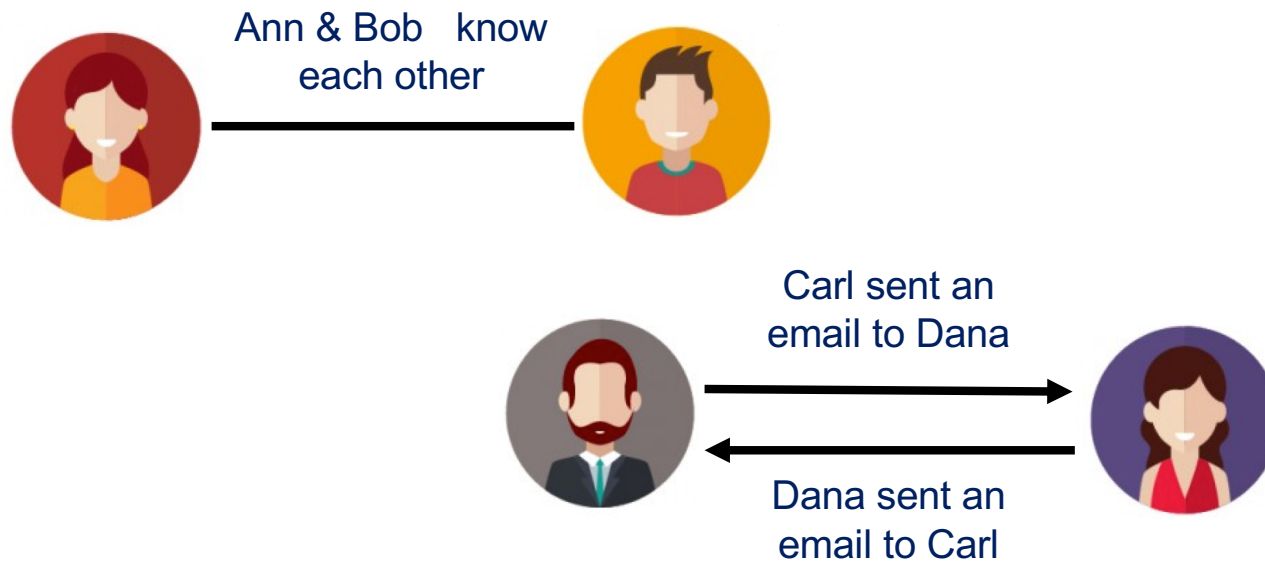 Ann & Bob   know
each other
Carl sent an
email to Dana
Dana sent an
email to Carl